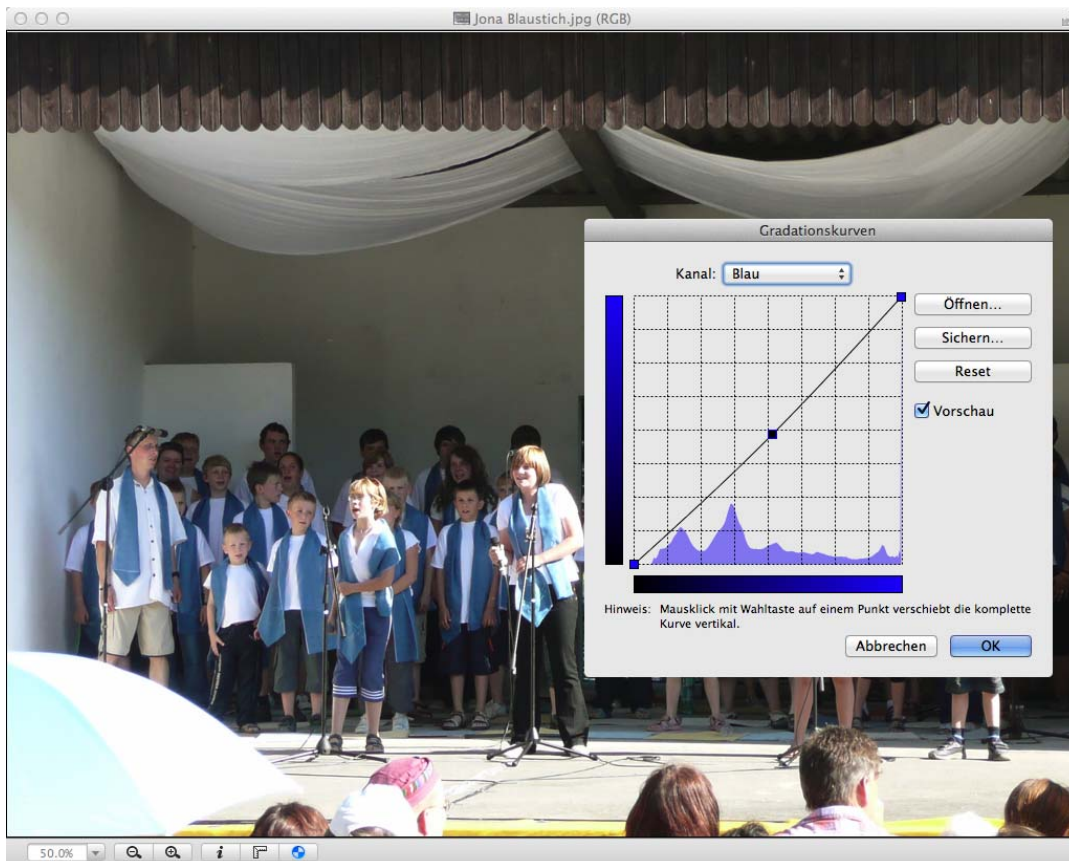 Jona Blaustich.jpg (RGB)
Gradationskurven
Kanal: Blau
Öffnen...
Sichern...
Reset
Vorschau
Hinweis: Mausklick mit Wahltaste auf einem Punkt verschiebt die komplette
Kurve vertikal.
Abbrechen OK
50.0% i